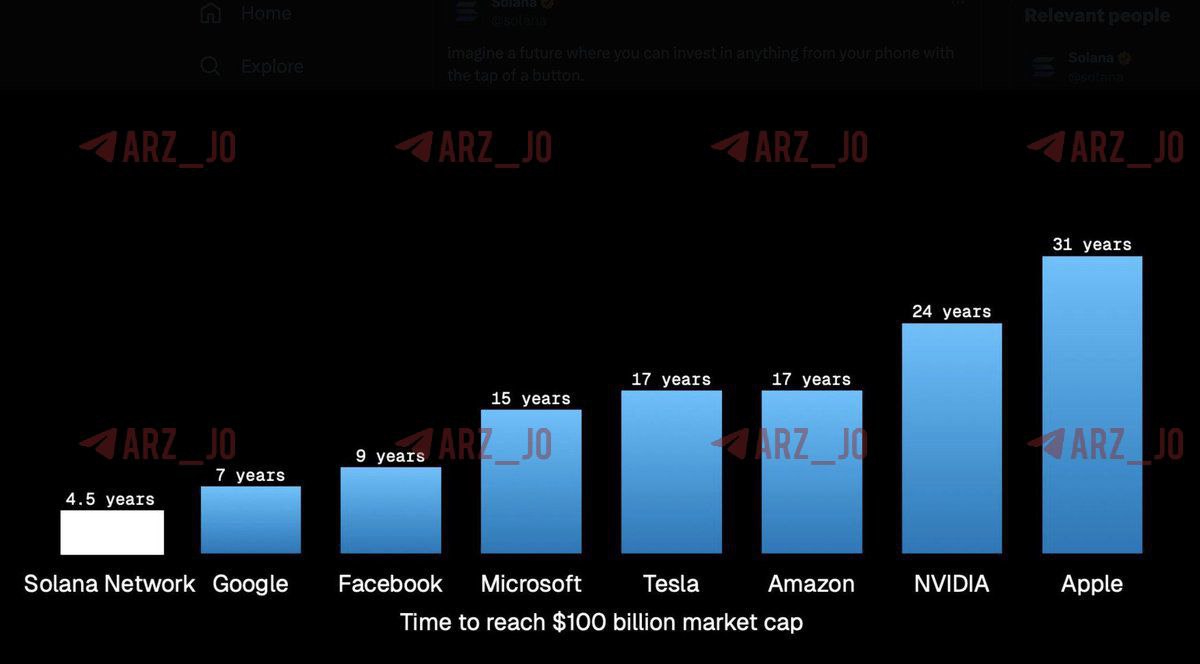 Home
Explore
Solana
@solana
...
imagine a future where you can invest in anything from your phone with
the tap of a button.
Relevant people
Solana
@solana
ARZ_JO ARZ_JO ARZ_JO ARZ_JO
31 years
24 years
17 years 17 years
15 years
ARZ_JO ARZ_JO ARZ_JO ARZ_JO
9 years
7 years
4.5 years
Solana Network Google Facebook Microsoft Tesla Amazon NVIDIA Apple
Time to reach $100 billion market cap